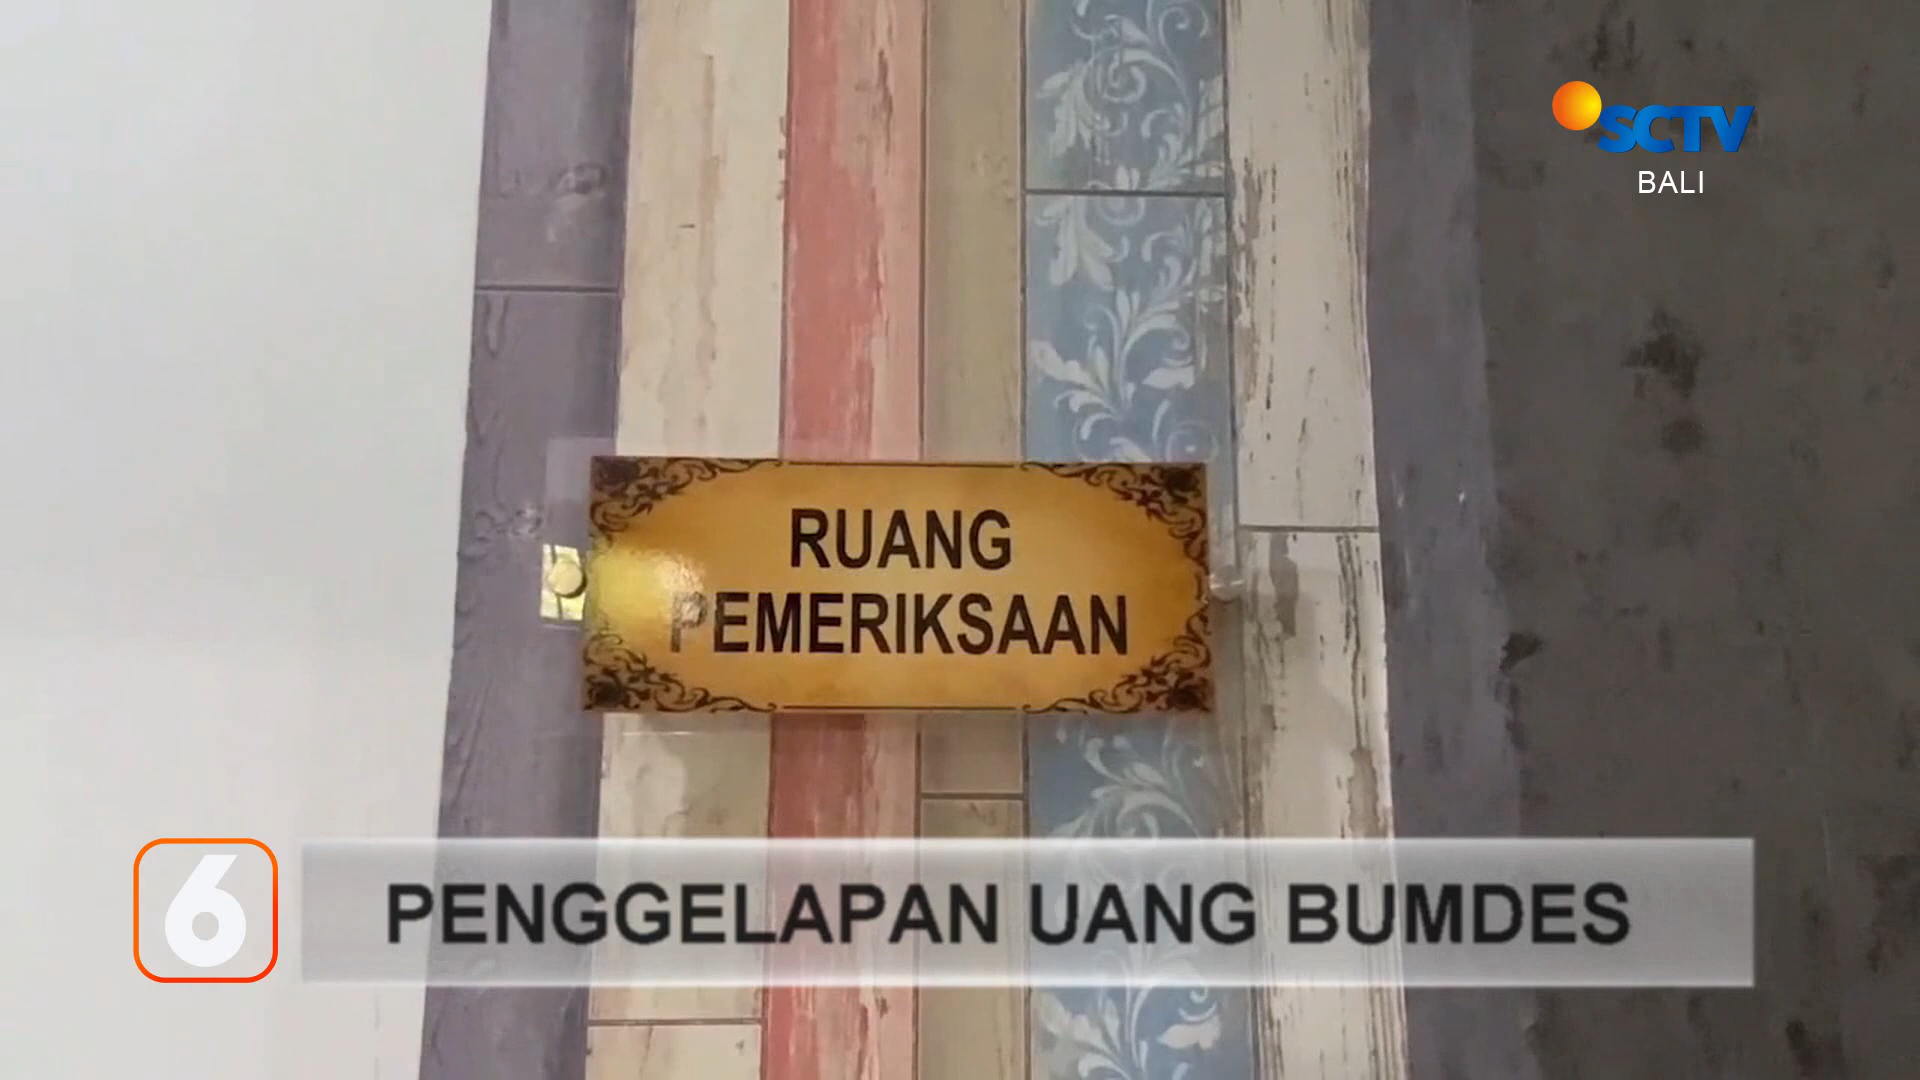 SCTV
BALI
RUANG
PEMERIKSAAN
6
PENGGELAPAN UANG BUMDES